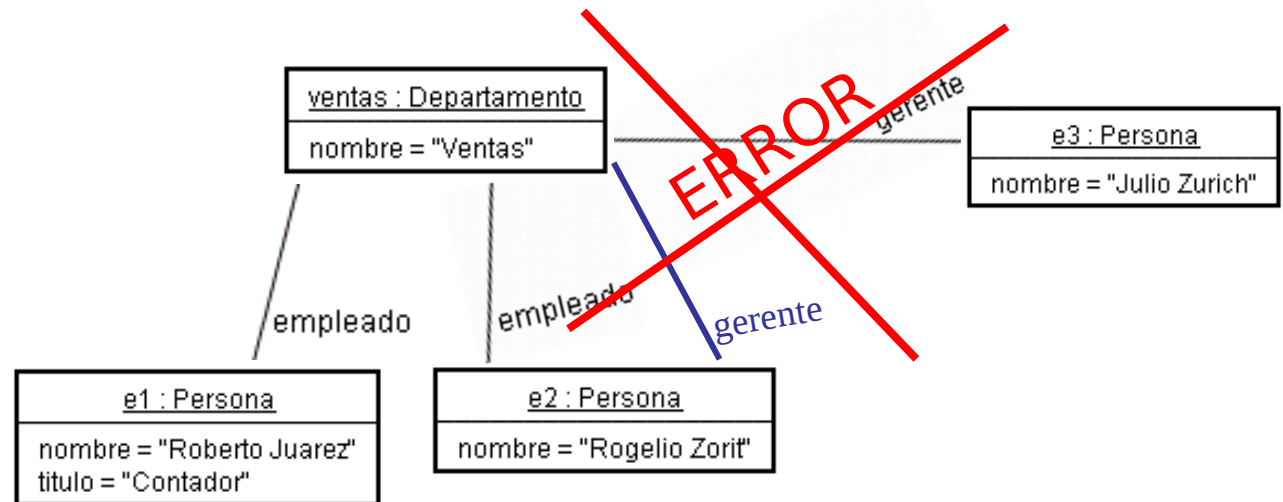 ventas : Departamento
nombre = "Ventas"
ERROR
gerente
e3 : Persona
nombre = "Julio Zurich"
empleado
empleado
gerente
e1 : Persona
nombre = "Roberto Juarez"
titulo = "Contador"
e2 : Persona
nombre = "Rogelio Zorit"